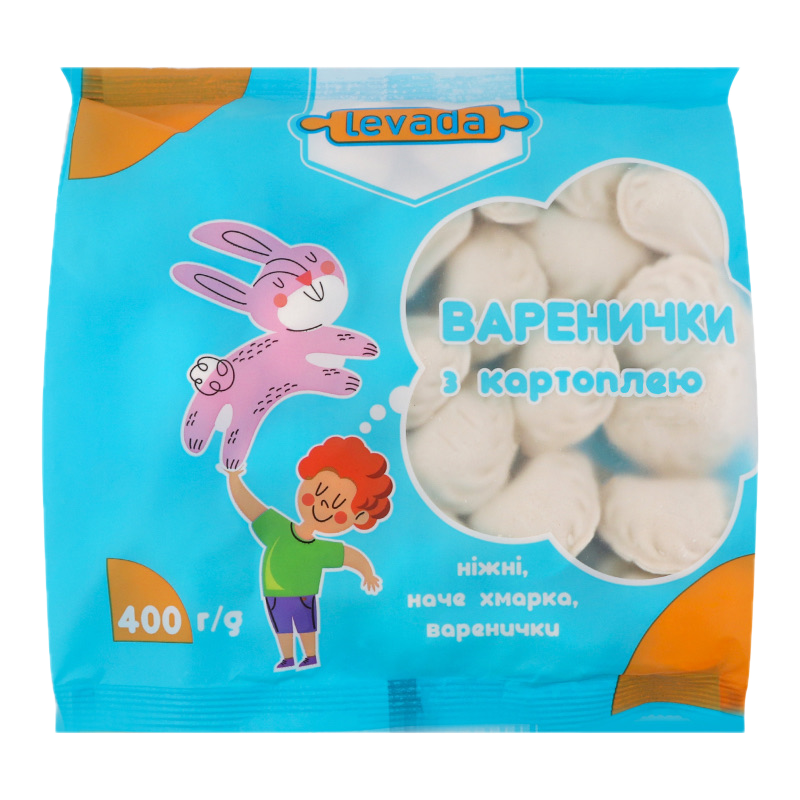 Levada
ВАРЕНИЧКИ
з картоплею
ніжні,
наче хмарка,
варенички
400 г/g